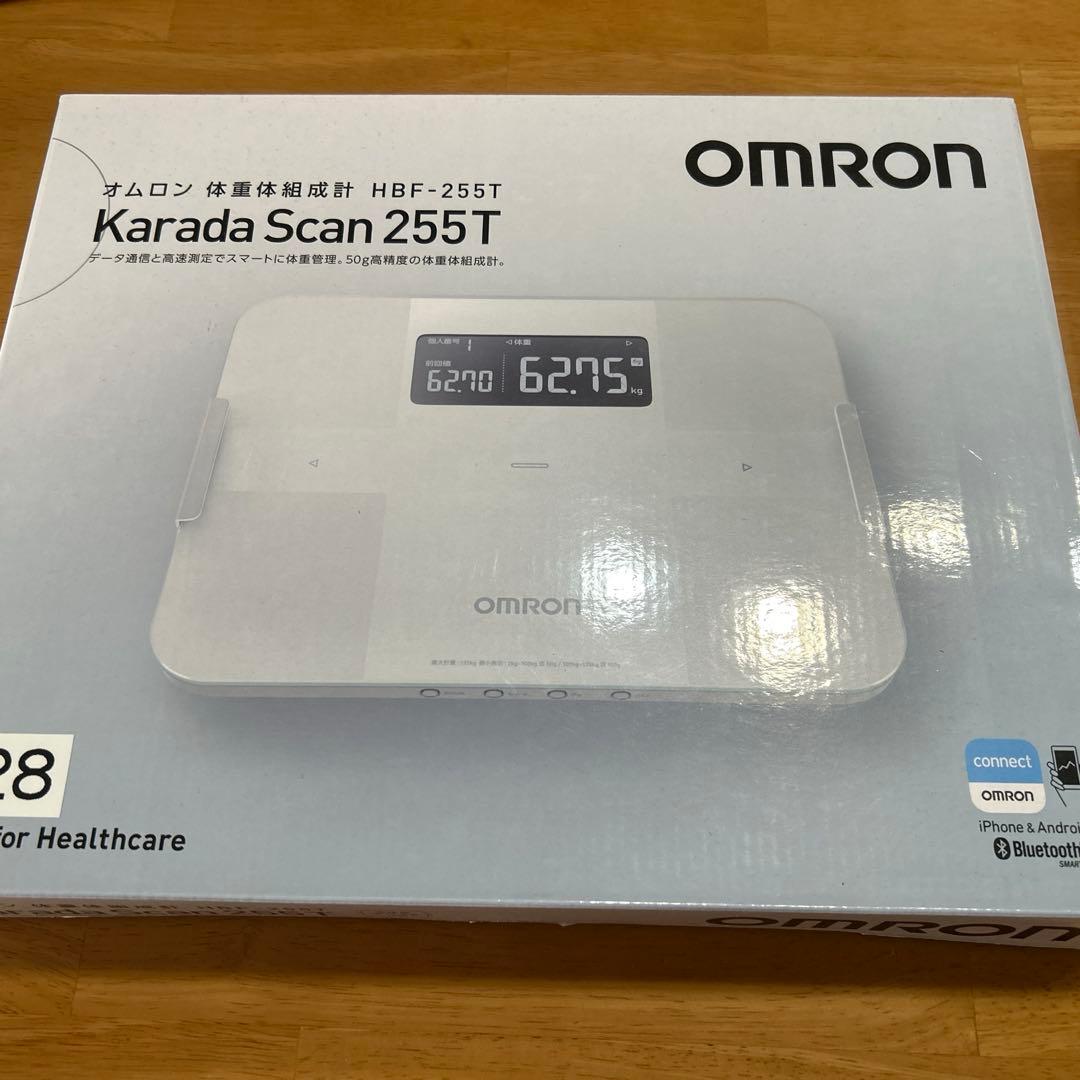 OMRON
オムロン 体重体組成計 HBF-255T
Karada Scan 255T
データ通信と高速測定でスマートに体重管理。50g高精度の体重体組成計。
個人番号 1
◁体重 ▷
前回値
62.70
62.75 kg
OMRON
28
for Healthcare
connect
OMRON
iPhone & Androi
Bluetooth
SMAR
OMRON